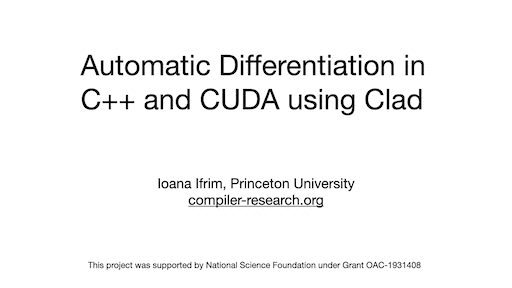 Automatic Differentiation in
C++ and CUDA using Clad
Ioana Ifrim, Princeton University
compiler-research.org
This project was supported by National Science Foundation under Grant OAC-1931408